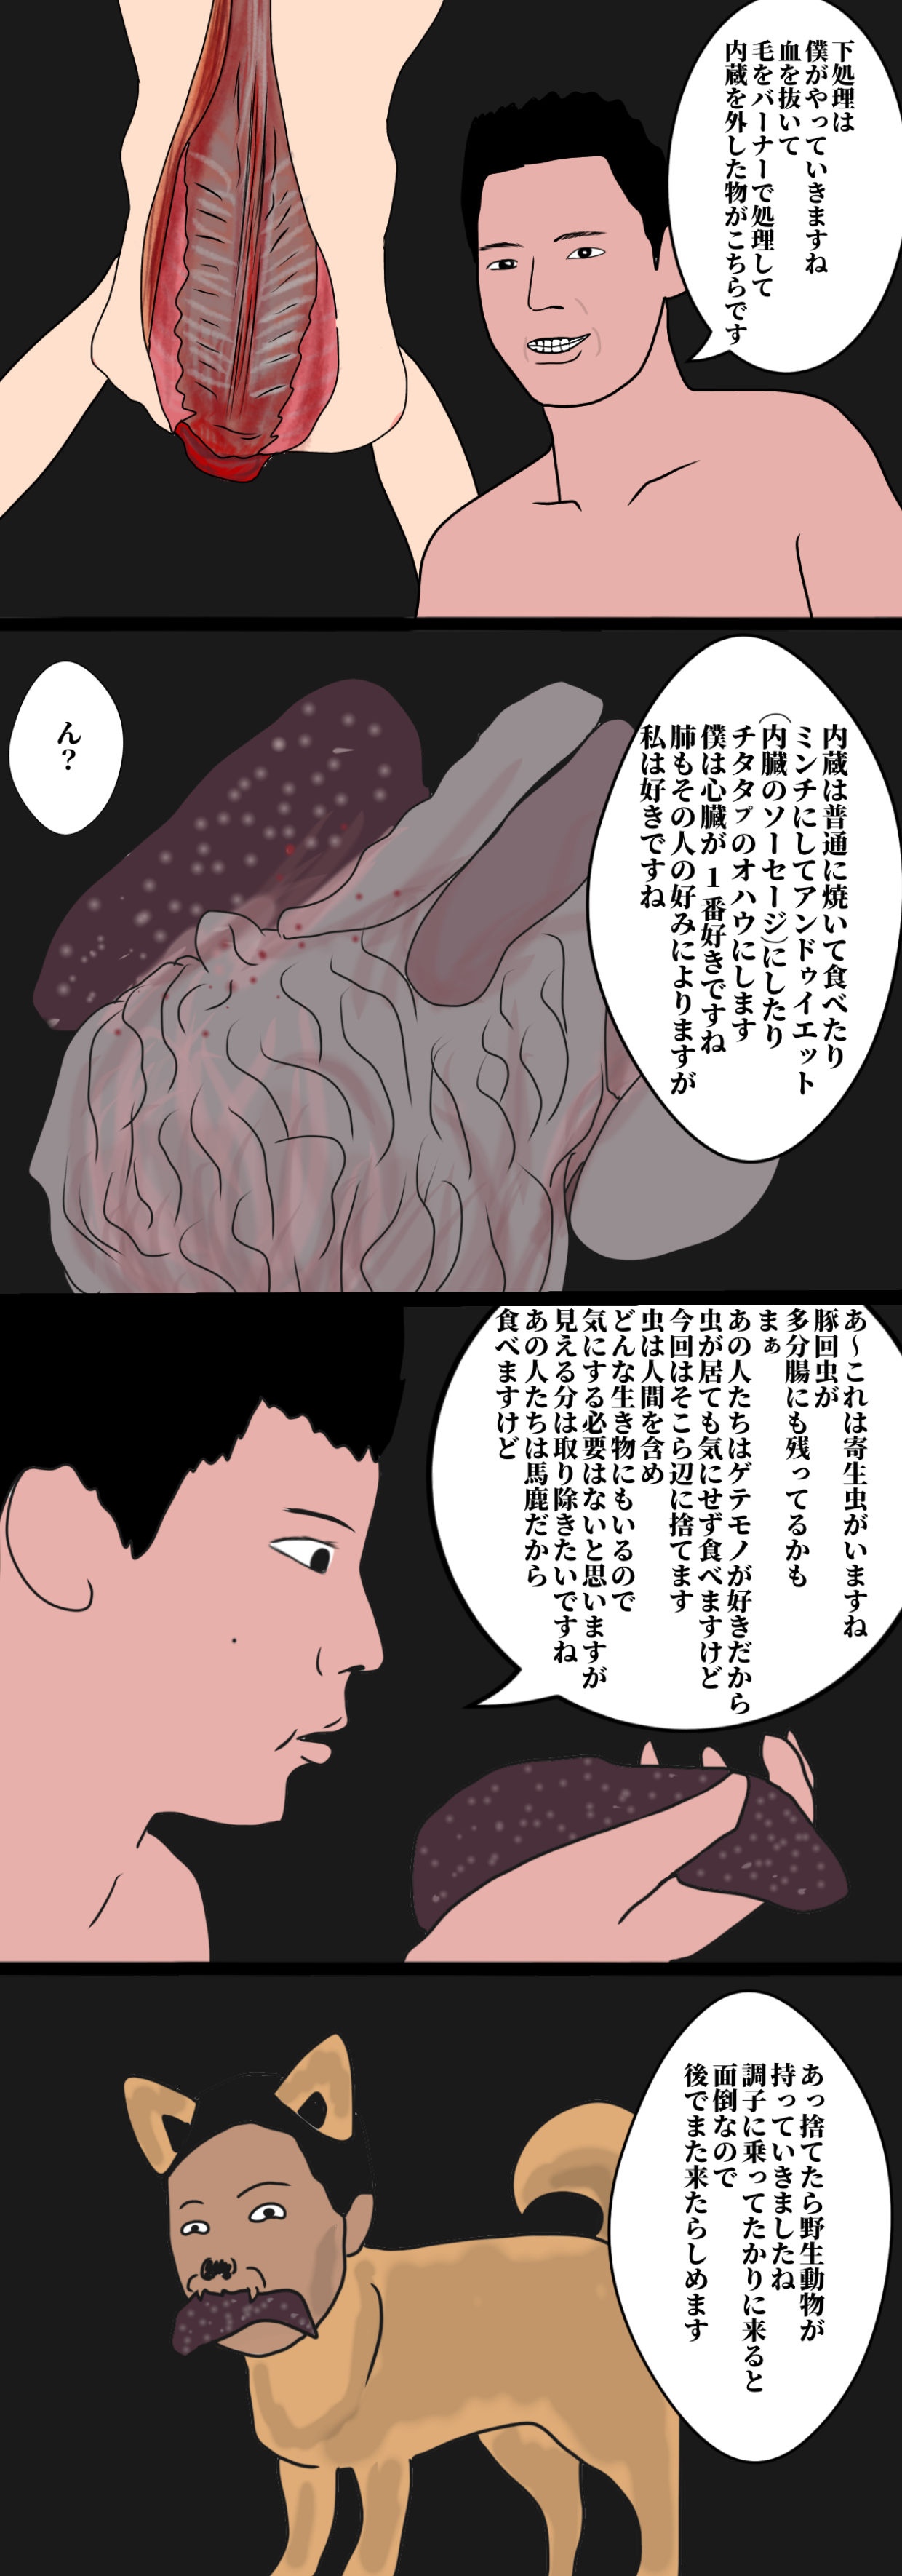 下処理は
僕がやっていきますね
血を抜いて
毛をバーナーで処理して
内蔵を外した物がこちらです
内蔵は普通に焼いて食べたり
ミンチにしてアンドゥイエット
(内臓のソーセージ)にしたり
チタタㇷ゚のオハウにします
僕は心臓が1番好きですね
肺もその人の好みによりますが
私は好きですね
ん?
あ～これは寄生虫がいますね
豚回虫が
多分腸にも残ってるかも
まぁ
あの人たちはゲテモノが好きだから
虫が居ても気にせず食べますけど
今回はそこら辺に捨てます
虫は人間を含め
どんな生き物にもいるので
気にする必要はないと思いますが
見える分は取り除きたいですね
あの人たちは馬鹿だから
食べますけど
あっ捨てたら野生動物が
持っていきましたね
調子に乗ってたかりに来ると
面倒なので
後でまた来たらしめます